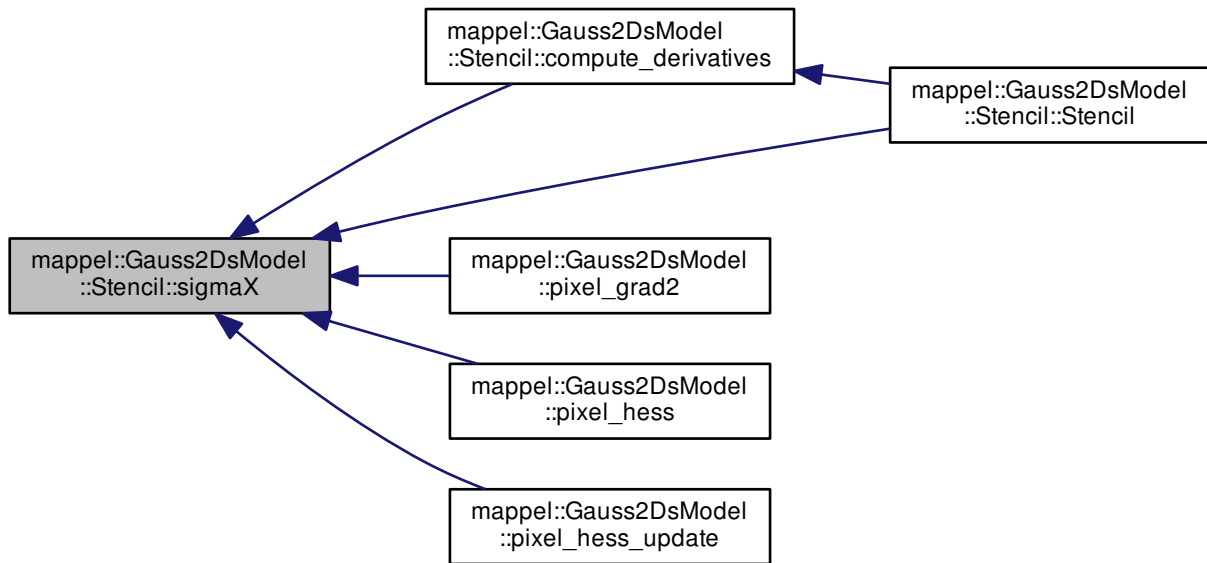 mappel::Gauss2DsModel
::Stencil::compute_derivatives
mappel::Gauss2DsModel
::Stencil::Stencil
mappel::Gauss2DsModel
::Stencil::sigmaX
mappel::Gauss2DsModel
::pixel_grad2
mappel::Gauss2DsModel
::pixel_hess
mappel::Gauss2DsModel
::pixel_hess_update